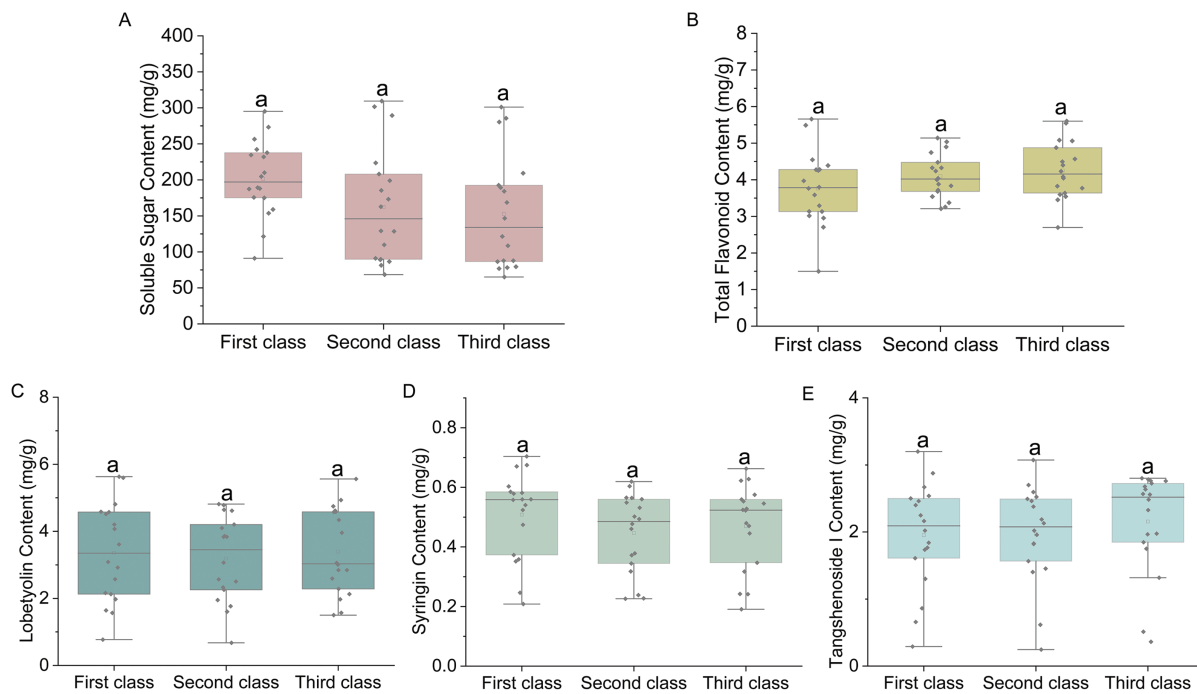 A
Soluble Sugar Content (mg/g)
400
350
300
250
200
150
100
50
0
a
a
a
First class
Second class
Third class
B
Total Flavonoid Content (mg/g)
8
7
6
5
4
3
2
1
0
a
a
a
First class
Second class
Third class
C
Lobetyolin Content (mg/g)
8
6
4
2
0
a
a
a
First class
Second class
Third class
D
Syringin Content (mg/g)
0.8
0.6
0.4
0.2
0.0
a
a
a
First class
Second class
Third class
E
Tangshenoside I Content (mg/g)
4
2
0
a
a
a
First class
Second class
Third class